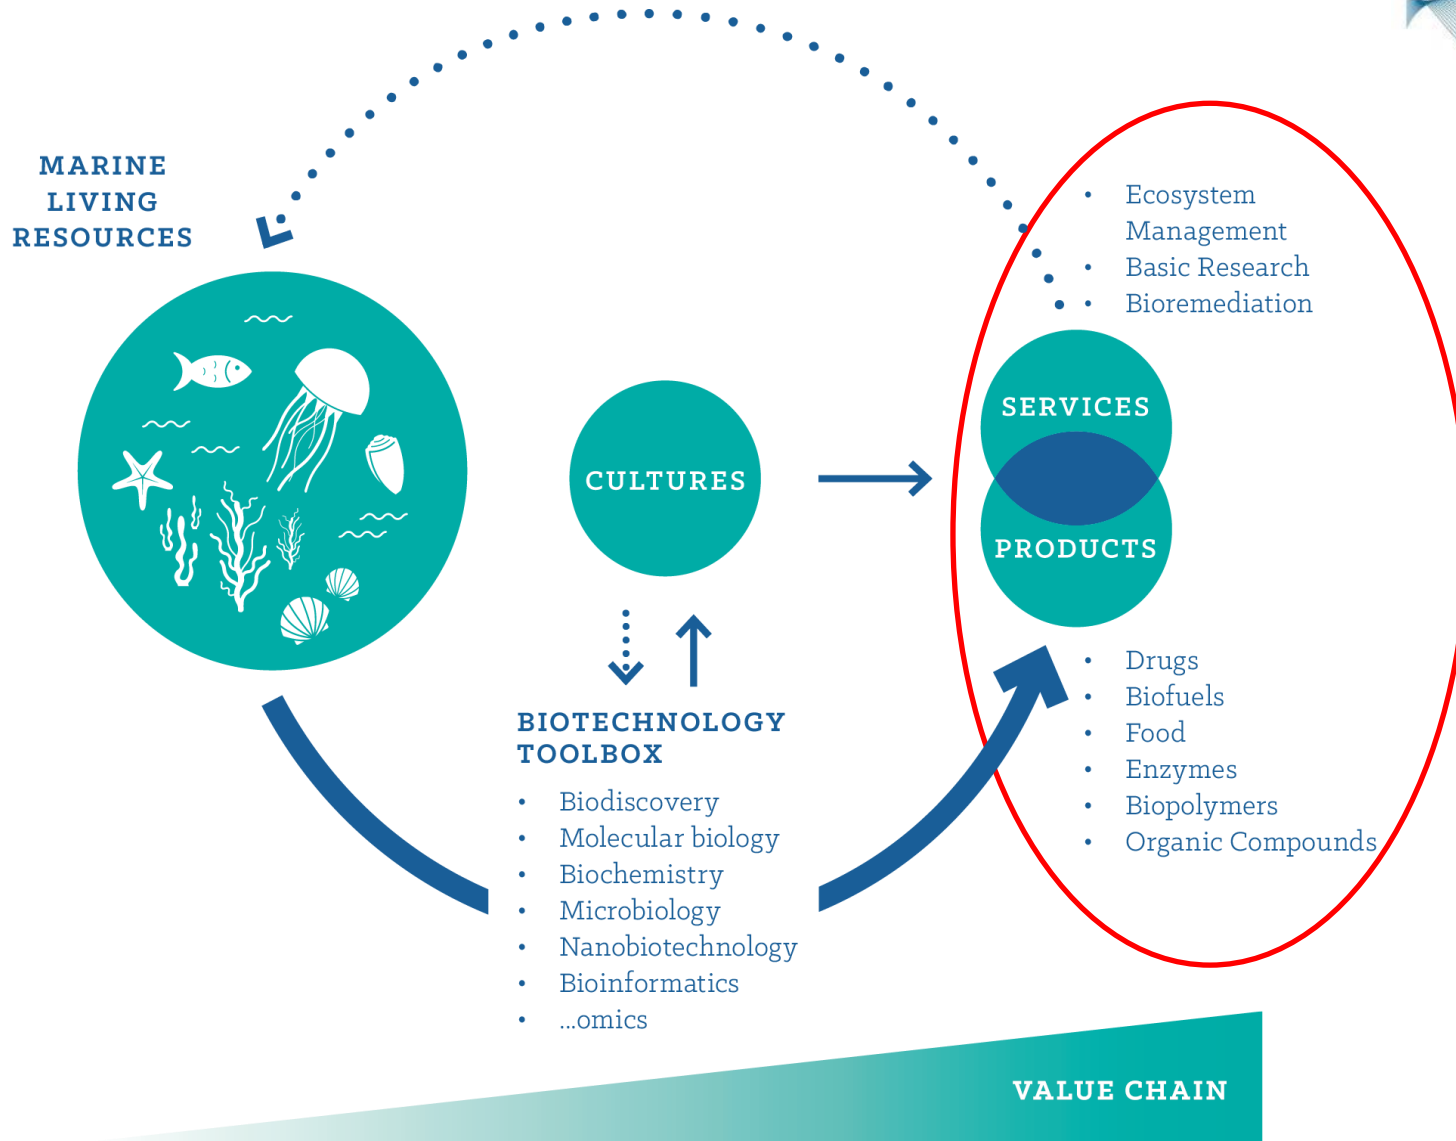 MARINE
LIVING
RESOURCES
CULTURES
BIOTECHNOLOGY
TOOLBOX
• Biodiscovery
• Molecular biology
• Biochemistry
• Microbiology
• Nanobiotechnology
• Bioinformatics
• ...omics
• Ecosystem
Management
• Basic Research
• Bioremediation
SERVICES
PRODUCTS
• Drugs
• Biofuels
• Food
• Enzymes
• Biopolymers
• Organic Compounds
VALUE CHAIN